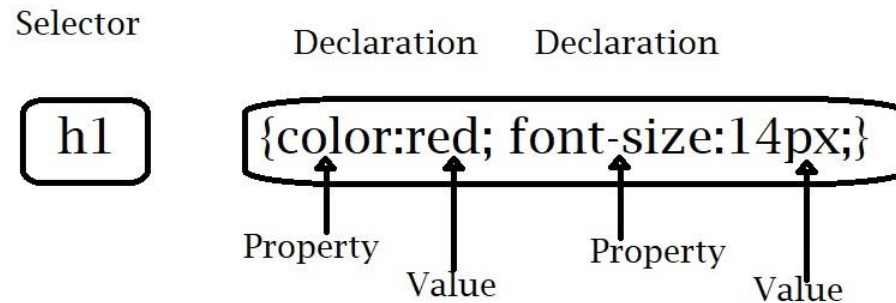 Selector
Declaration Declaration
h1 {color:red; font-size:14px;}
Property Property
Value Value